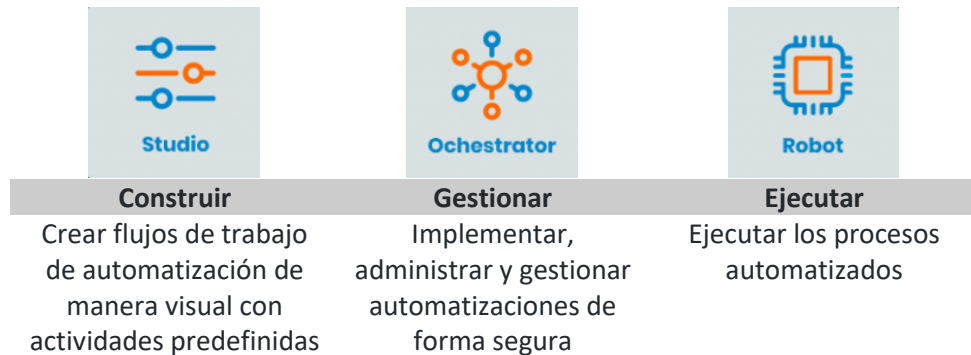 Studio
Ochestrator
Robot
Construir
Gestionar
Ejecutar
Crear flujos de trabajo
de automatización de
manera visual con
actividades predefinidas
Implementar,
administrar y gestionar
automatizaciones de
forma segura
Ejecutar los procesos
automatizados